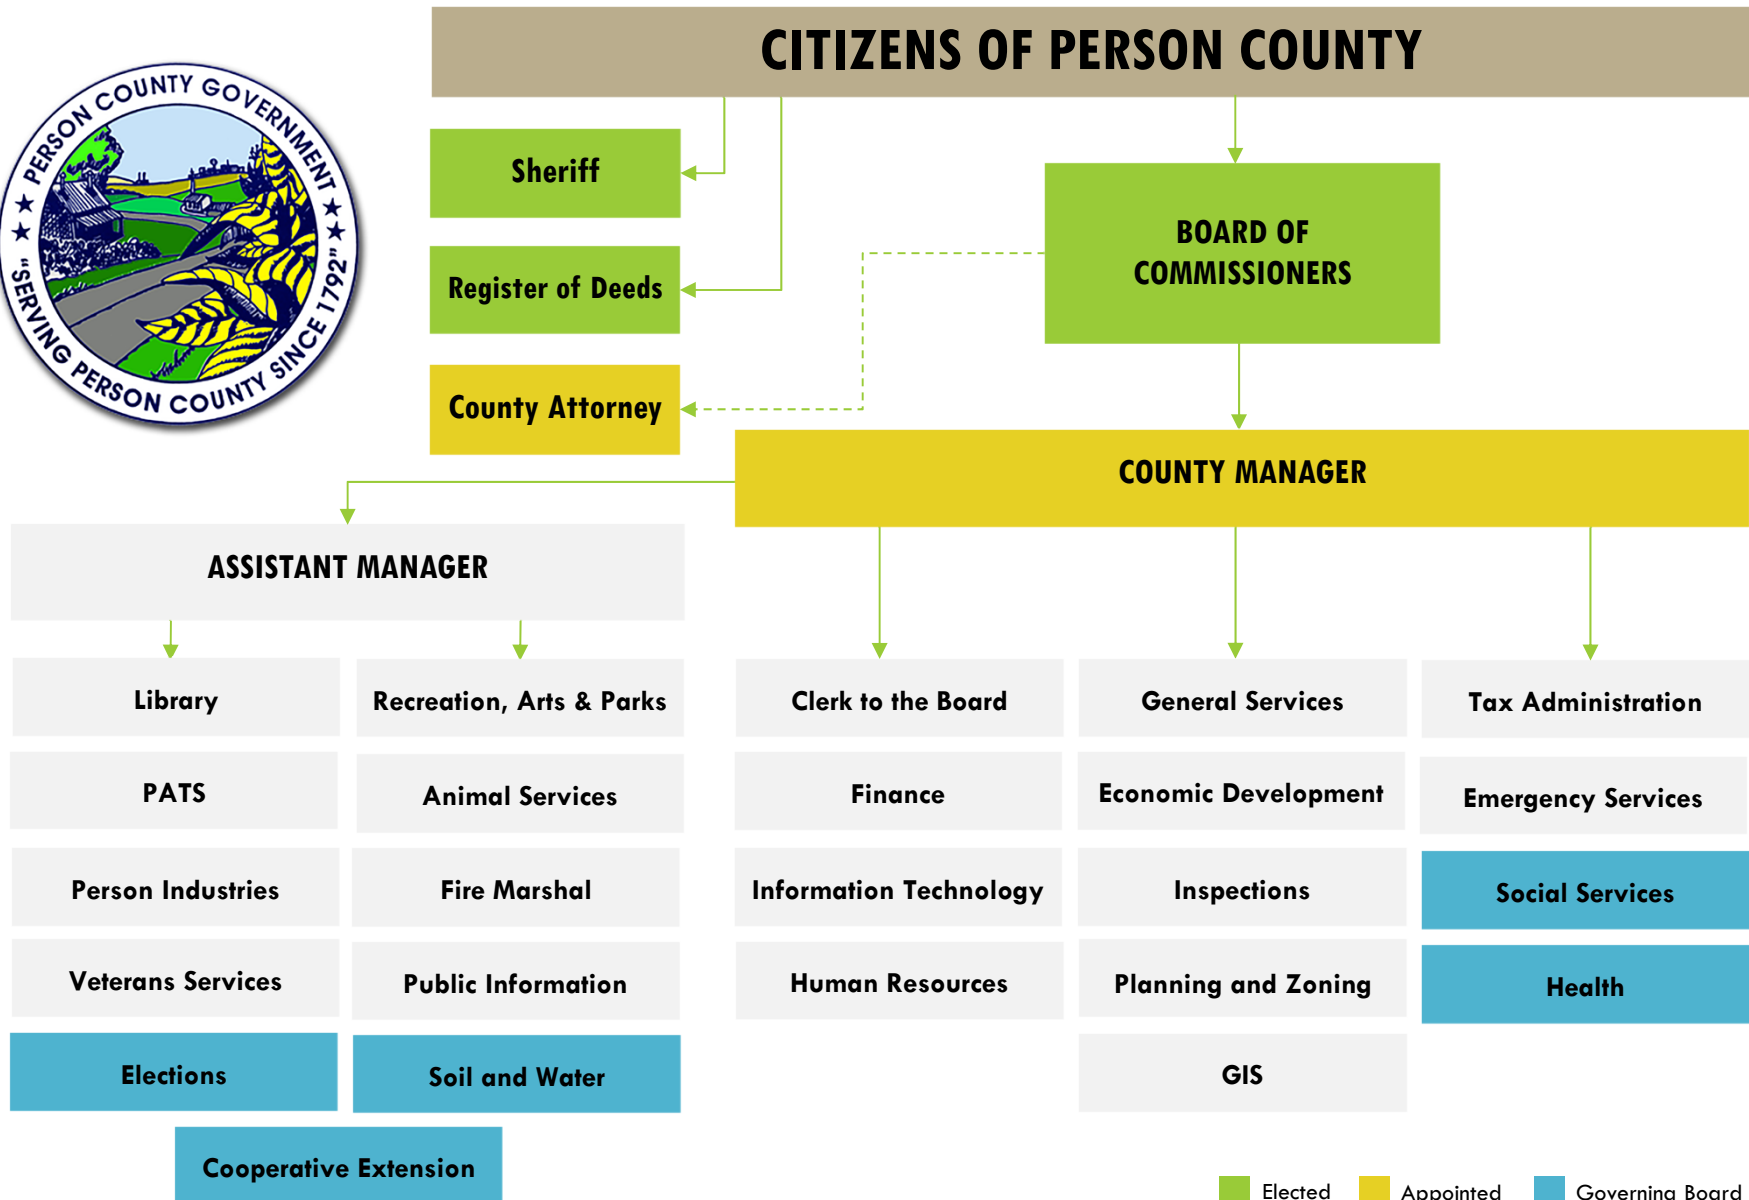 CITIZENS OF PERSON COUNTY
★ ★ PERSON COUNTY GOVERNMENT ★ ★
"SERVING PERSON COUNTY SINCE 1792"
Sheriff
Register of Deeds
County Attorney
BOARD OF
COMMISSIONERS
COUNTY MANAGER
ASSISTANT MANAGER
Library
Recreation, Arts & Parks
Clerk to the Board
General Services
Tax Administration
PATS
Animal Services
Finance
Economic Development
Emergency Services
Person Industries
Fire Marshal
Information Technology
Inspections
Social Services
Veterans Services
Public Information
Human Resources
Planning and Zoning
Health
Elections
Soil and Water
GIS
Cooperative Extension
Elected
Appointed
Governing Board